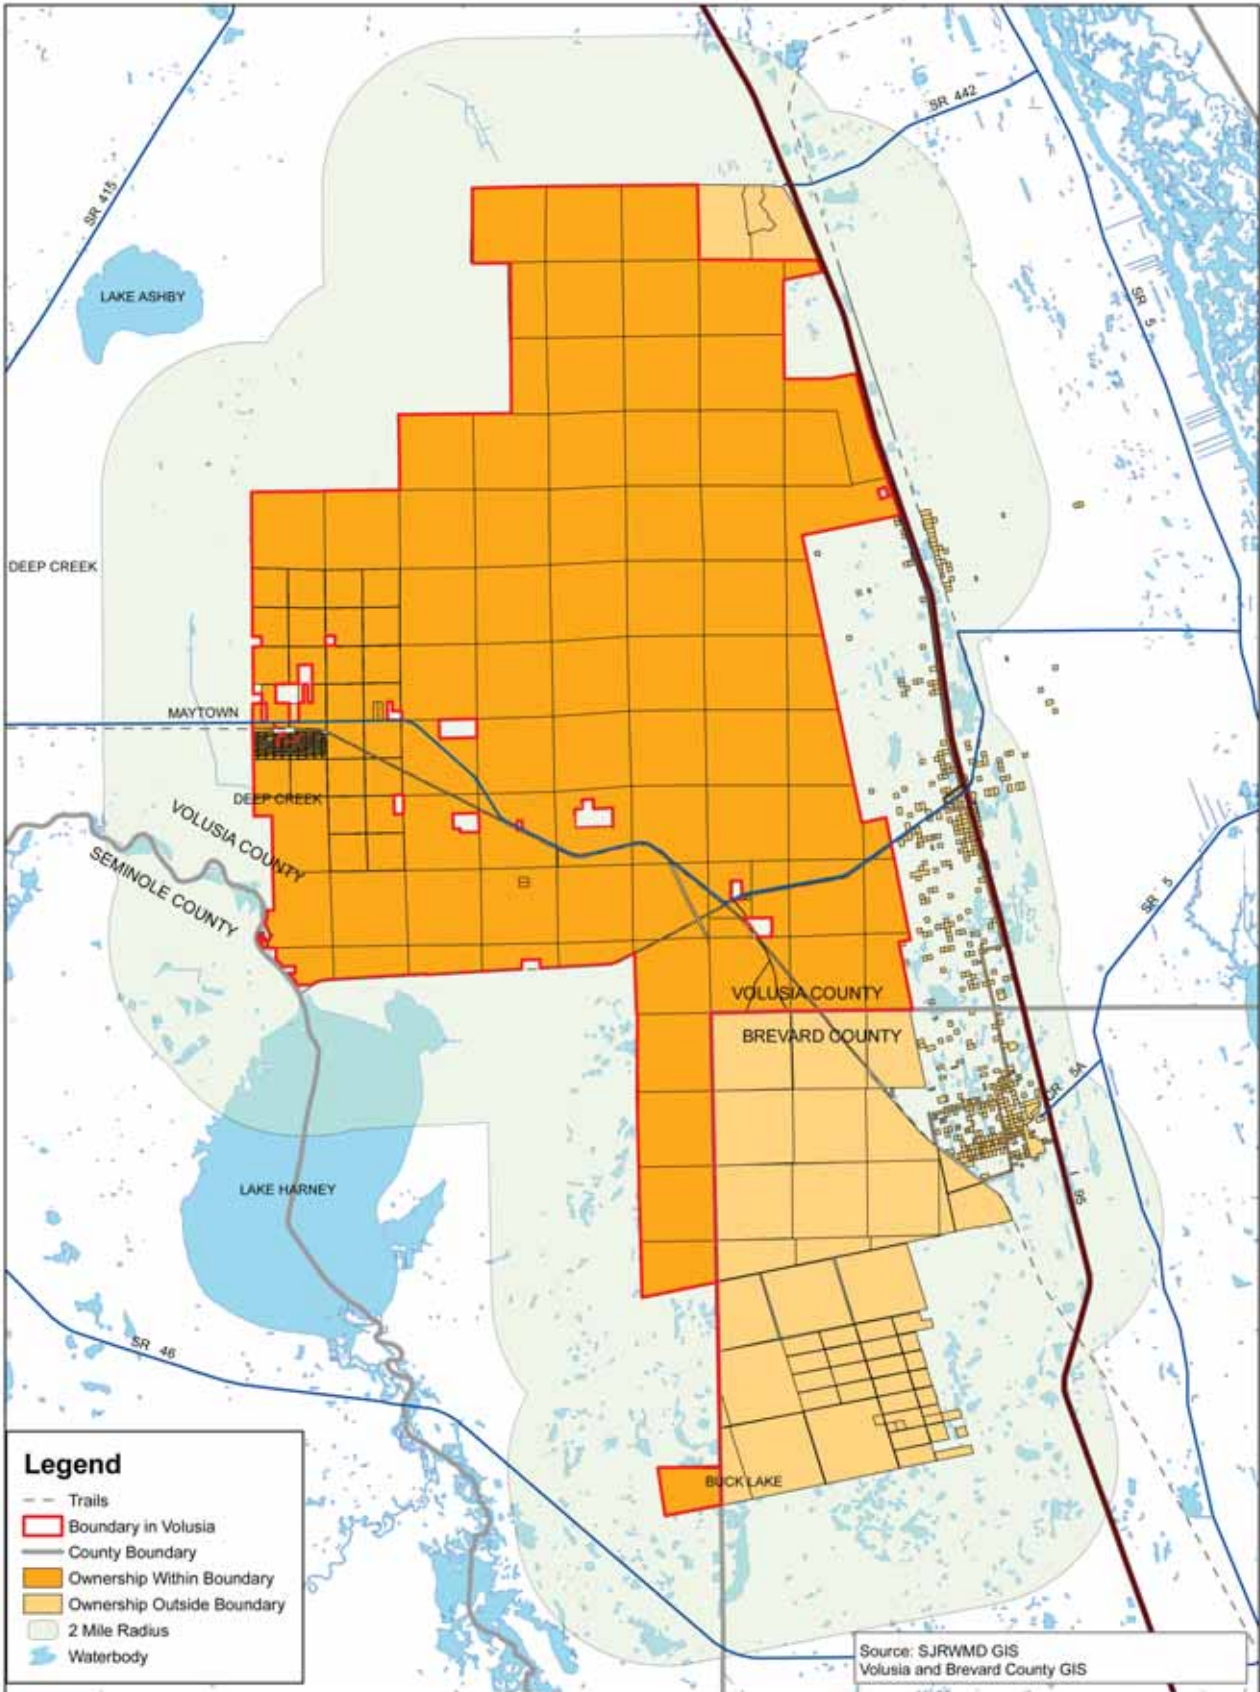 SR 442
SR 415
LAKE ASHBY
SR 5
DEEP CREEK
MAYTOWN
DEEP CREEK
VOLUSIA COUNTY
SEMINOLE COUNTY
SR 5
VOLUSIA COUNTY
BREVARD COUNTY
CR 5A
LAKE HARNEY
I 95
SR 46
BUCK LAKE
Legend
Trails
Boundary in Volusia
County Boundary
Ownership Within Boundary
Ownership Outside Boundary
2 Mile Radius
Waterbody
Source: SJRWMD GIS
Volusia and Brevard County GIS